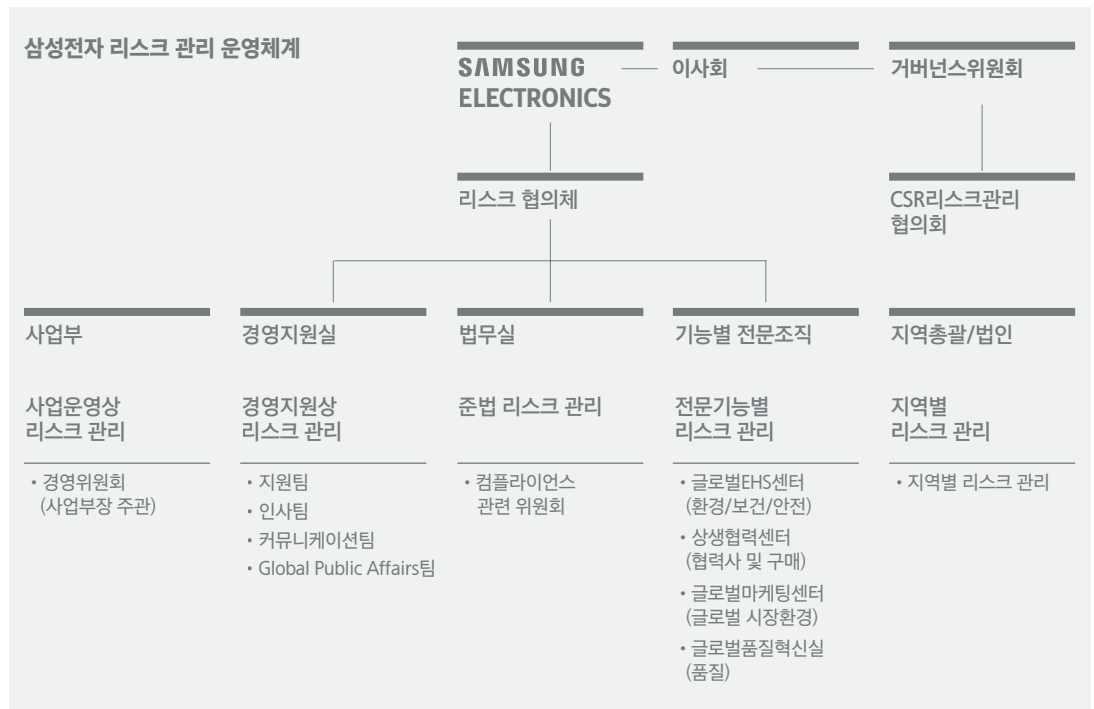 삼성전자 리스크 관리 운영체계
SAMSUNG
ELECTRONICS
이사회
거버넌스위원회
리스크 협의체
CSR리스크관리
협의회
사업부
사업운영상
리스크 관리
• 경영위원회
(사업부장 주관)
경영지원실
경영지원상
리스크 관리
• 지원팀
• 인사팀
• 커뮤니케이션팀
• Global Public Affairs팀
법무실
준법 리스크 관리
• 컴플라이언스
관련 위원회
기능별 전문조직
전문기능별
리스크 관리
• 글로벌EHS센터
(환경/보건/안전)
• 상생협력센터
(협력사 및 구매)
• 글로벌마케팅센터
(글로벌 시장환경)
• 글로벌품질혁신실
(품질)
지역총괄/법인
지역별
리스크 관리
• 지역별 리스크 관리